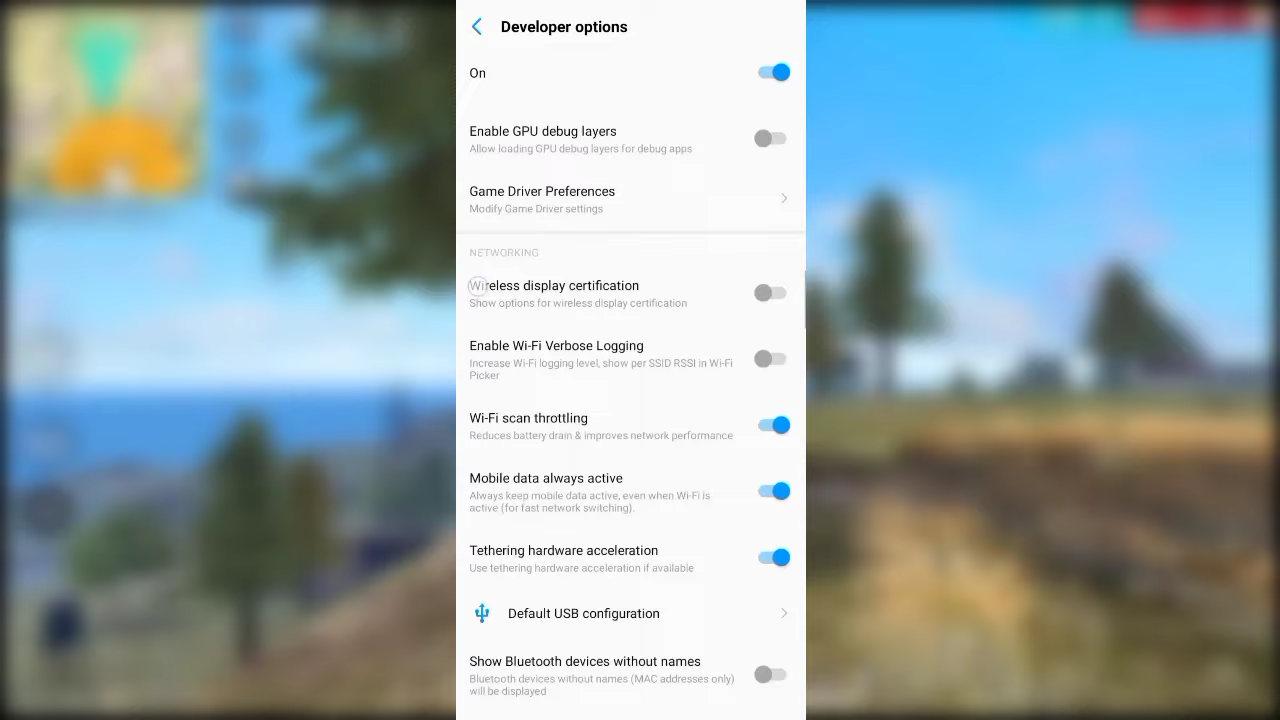 Developer options
On
Enable GPU debug layers
Allow loading GPU debug layers for debug apps
Game Driver Preferences
Modify Game Driver settings
NETWORKING
Wireless display certification
Show options for wireless display certification
Enable Wi-Fi Verbose Logging
Increase Wi-Fi logging level, show per SSID RSSI in Wi-Fi
Picker
Wi-Fi scan throttling
Reduces battery drain & improves network performance
Mobile data always active
Always keep mobile data active, even when Wi-Fi is
active (for fast network switching).
Tethering hardware acceleration
Use tethering hardware acceleration if available
Default USB configuration
Show Bluetooth devices without names
Bluetooth devices without names (MAC addresses only)
will be displayed